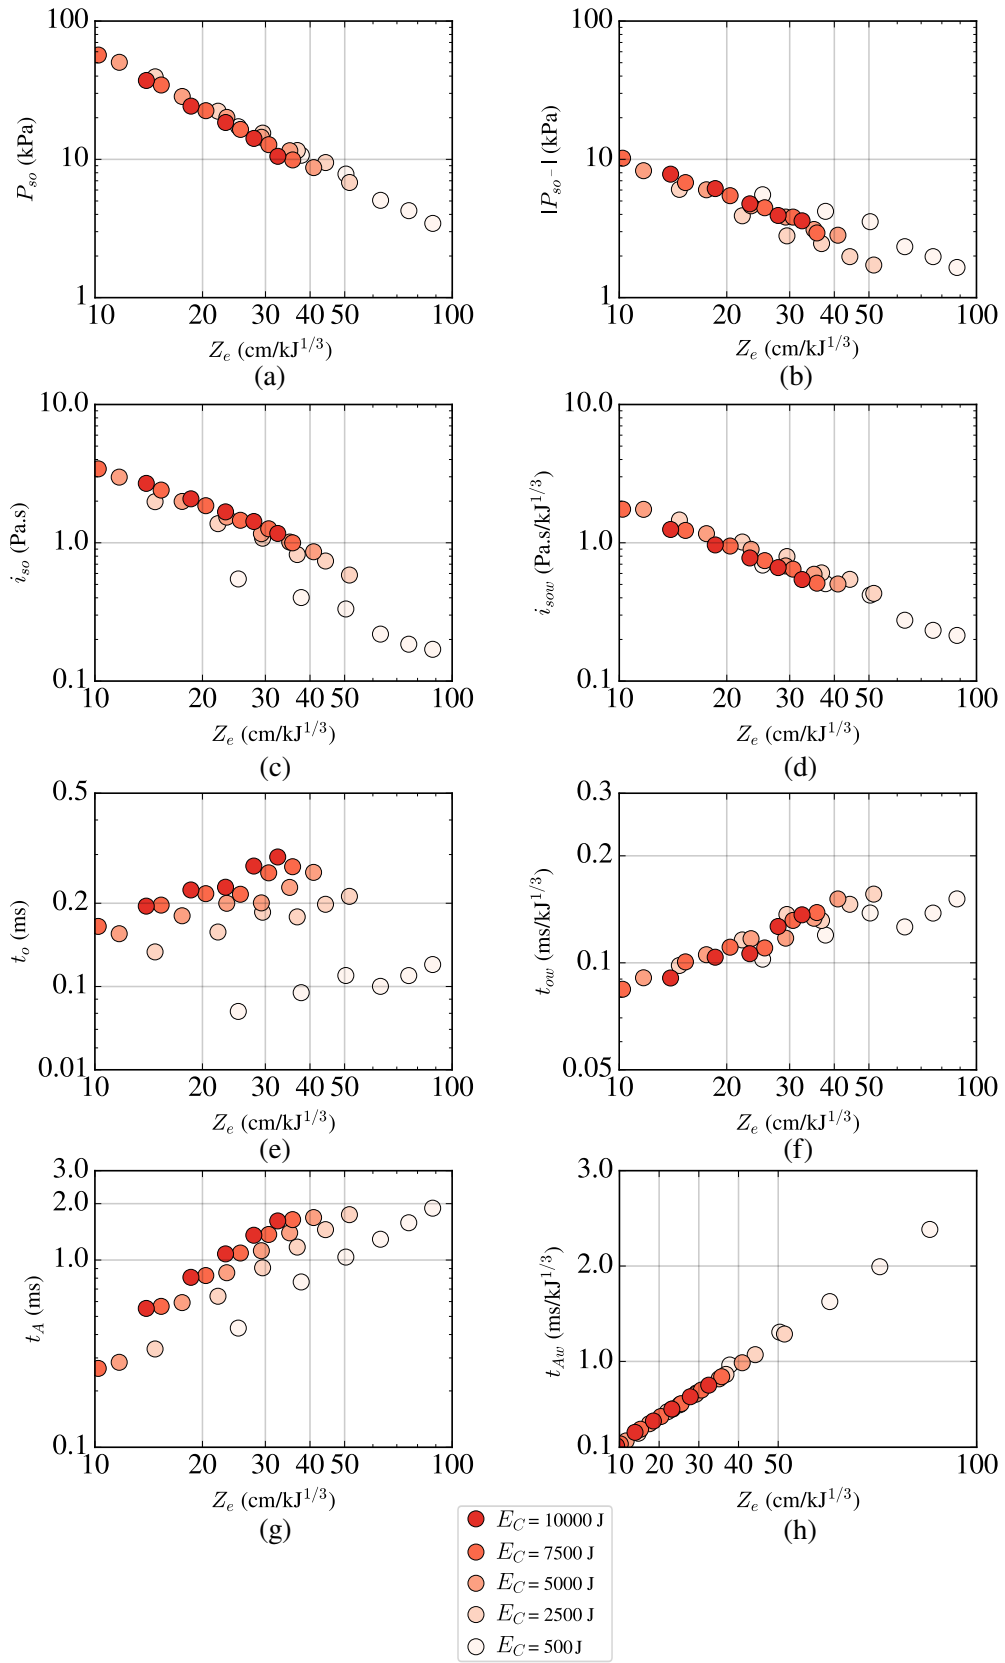 100
10
1
P_so (kPa)
10 20 30 40 50 100
Z_e (cm/kJ^1/3)
(a)
100
10
1
|P_so⁻| (kPa)
10 20 30 40 50 100
Z_e (cm/kJ^1/3)
(b)
10.0
1.0
0.1
i_so (Pa.s)
10 20 30 40 50 100
Z_e (cm/kJ^1/3)
(c)
10.0
1.0
0.1
i_sow (Pa.s/kJ^1/3)
10 20 30 40 50 100
Z_e (cm/kJ^1/3)
(d)
0.5
0.2
0.1
0.01
t_o (ms)
10 20 30 40 50 100
Z_e (cm/kJ^1/3)
(e)
0.3
0.2
0.1
0.05
t_ow (ms/kJ^1/3)
10 20 30 40 50 100
Z_e (cm/kJ^1/3)
(f)
3.0
2.0
1.0
0.1
t_A (ms)
10 20 30 40 50 100
Z_e (cm/kJ^1/3)
(g)
3.0
2.0
1.0
0.1
t_Aw (ms/kJ^1/3)
10 20 30 40 50 100
Z_e (cm/kJ^1/3)
(h)
E_C = 10000 J
E_C = 7500 J
E_C = 5000 J
E_C = 2500 J
E_C = 500 J